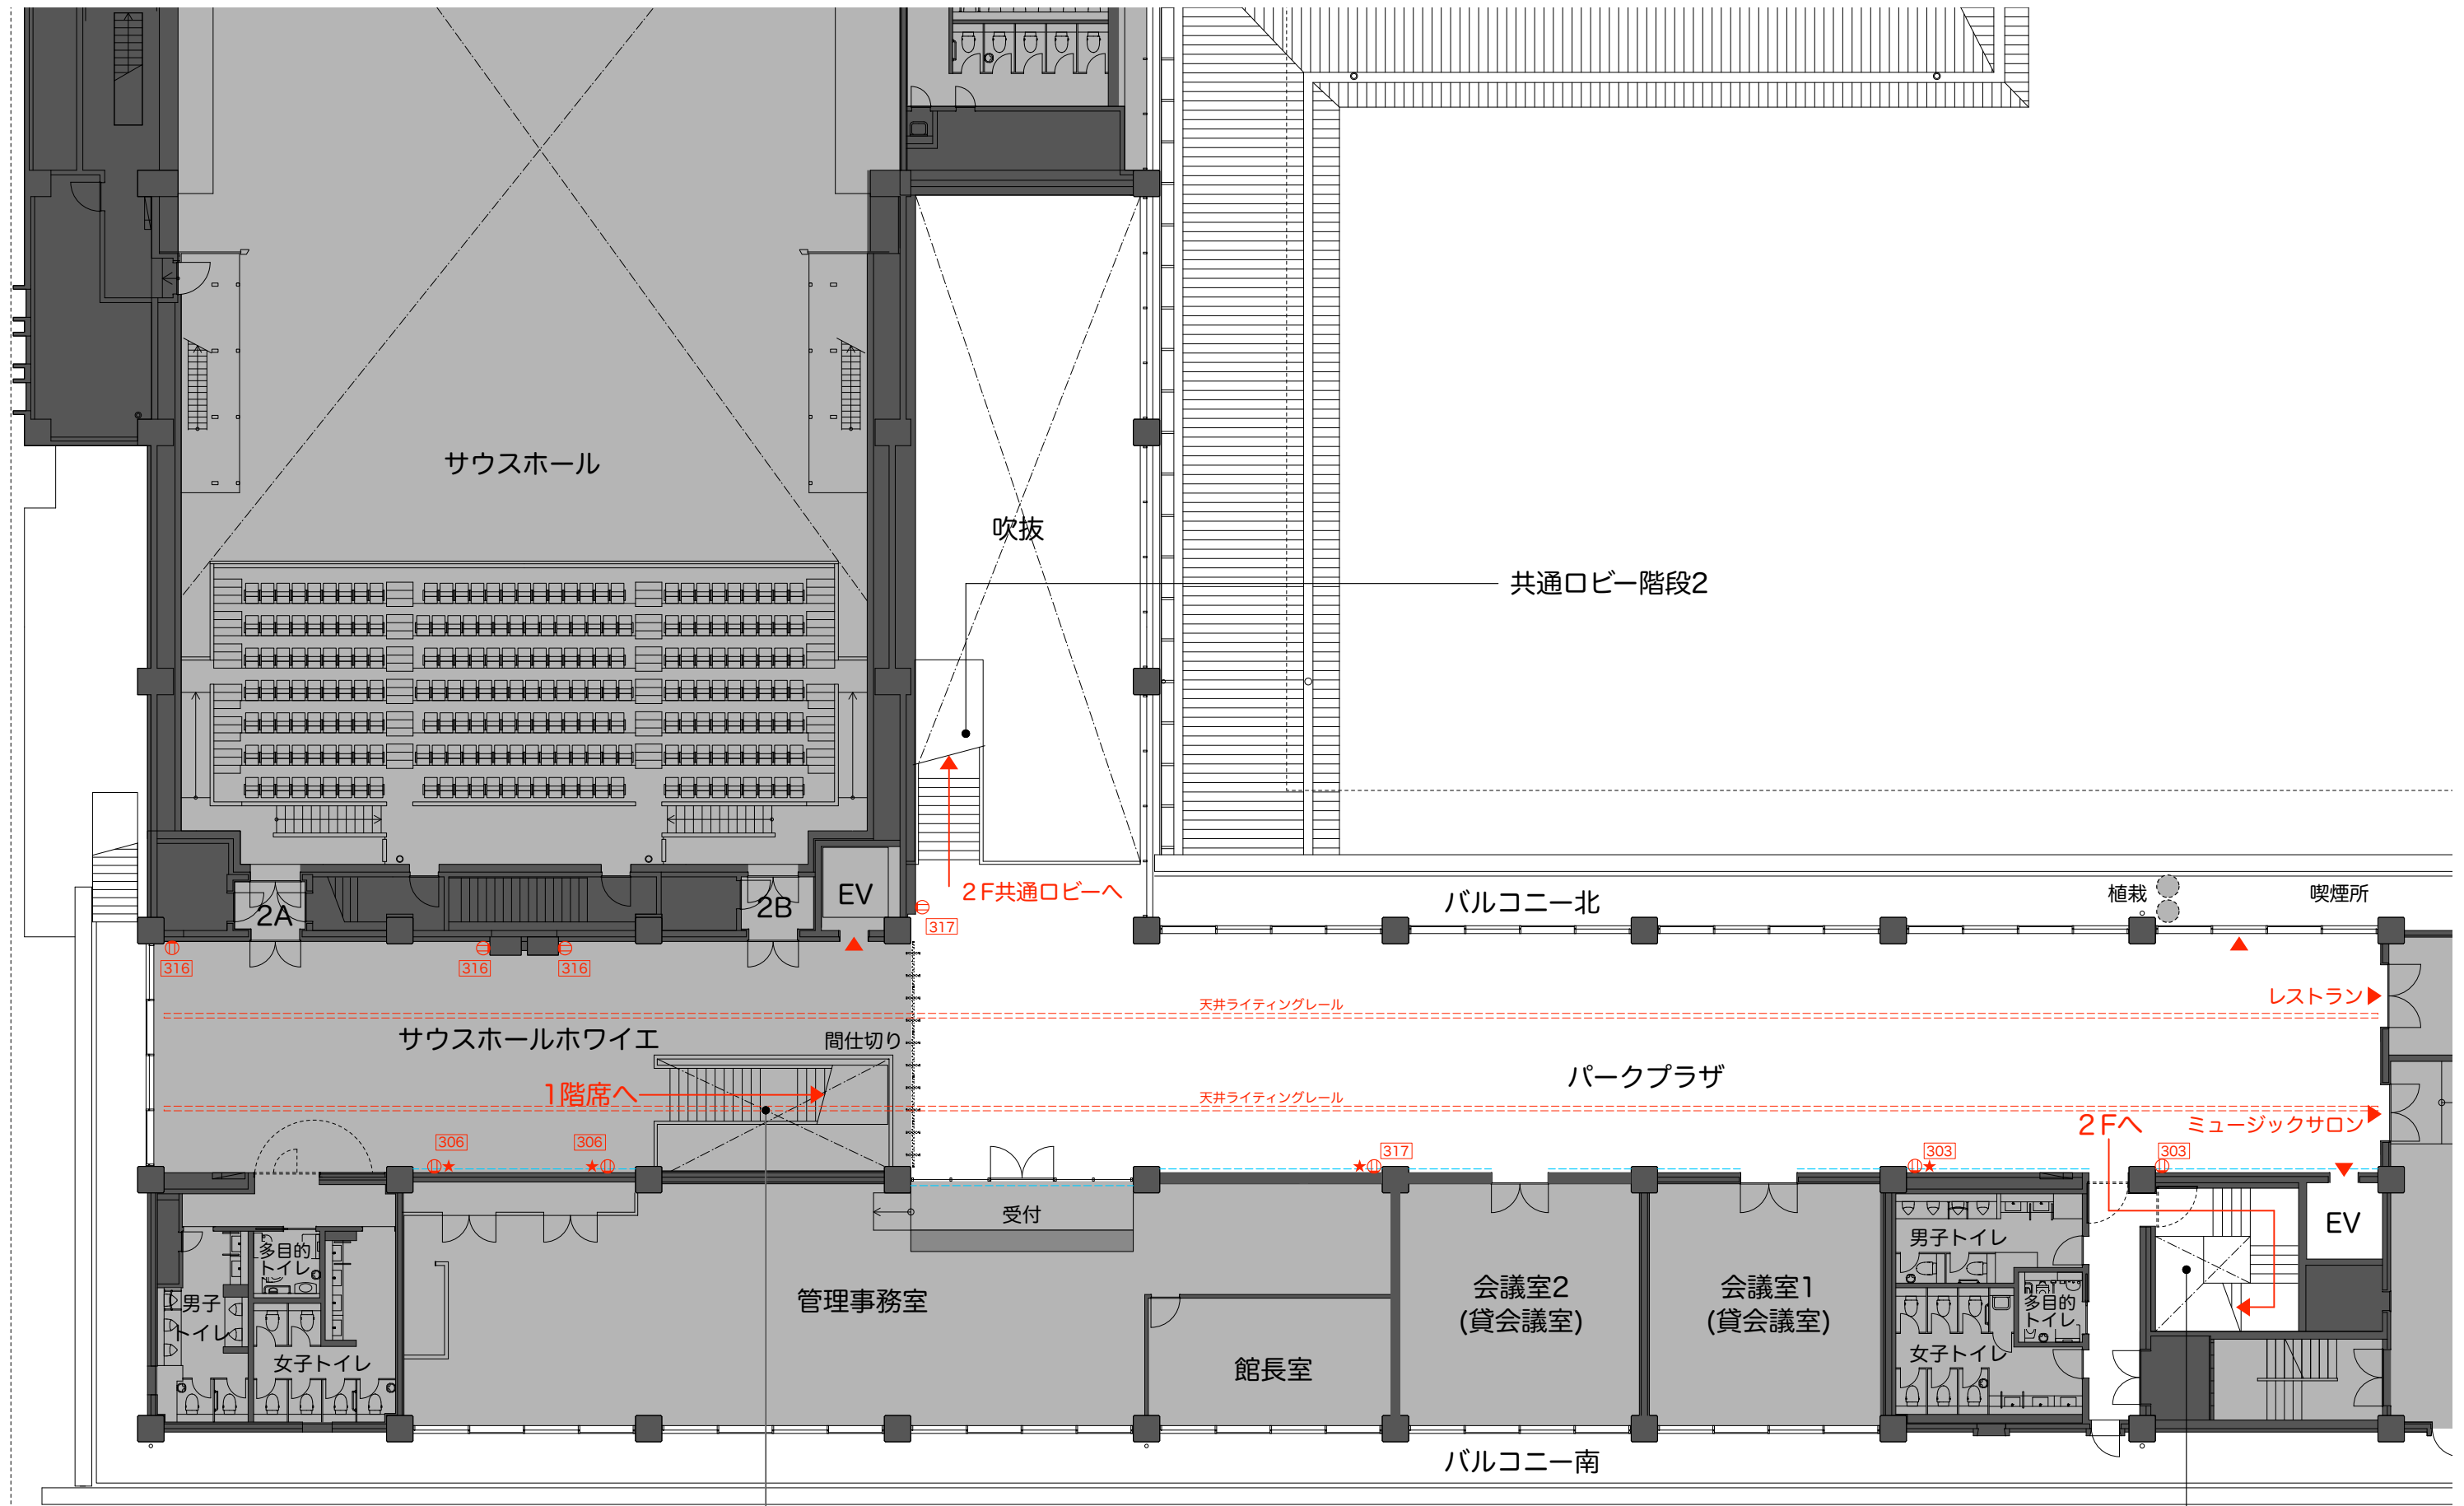 サウスホール
吹抜
共通ロビー階段2
2F共通ロビーへ
EV
2A
2B
317
バルコニー北
植栽
喫煙所
316
316
316
天井ライティングレール
レストラン
サウスホールホワイエ
間仕切り
パークプラザ
1階席へ
天井ライティングレール
2Fへ
ミュージックサロン
306
306
317
303
303
受付
EV
多目的
トイレ
男子トイレ
管理事務室
会議室2
(貸会議室)
会議室1
(貸会議室)
男子
トイレ
多目的
トイレ
女子トイレ
館長室
女子トイレ
バルコニー南